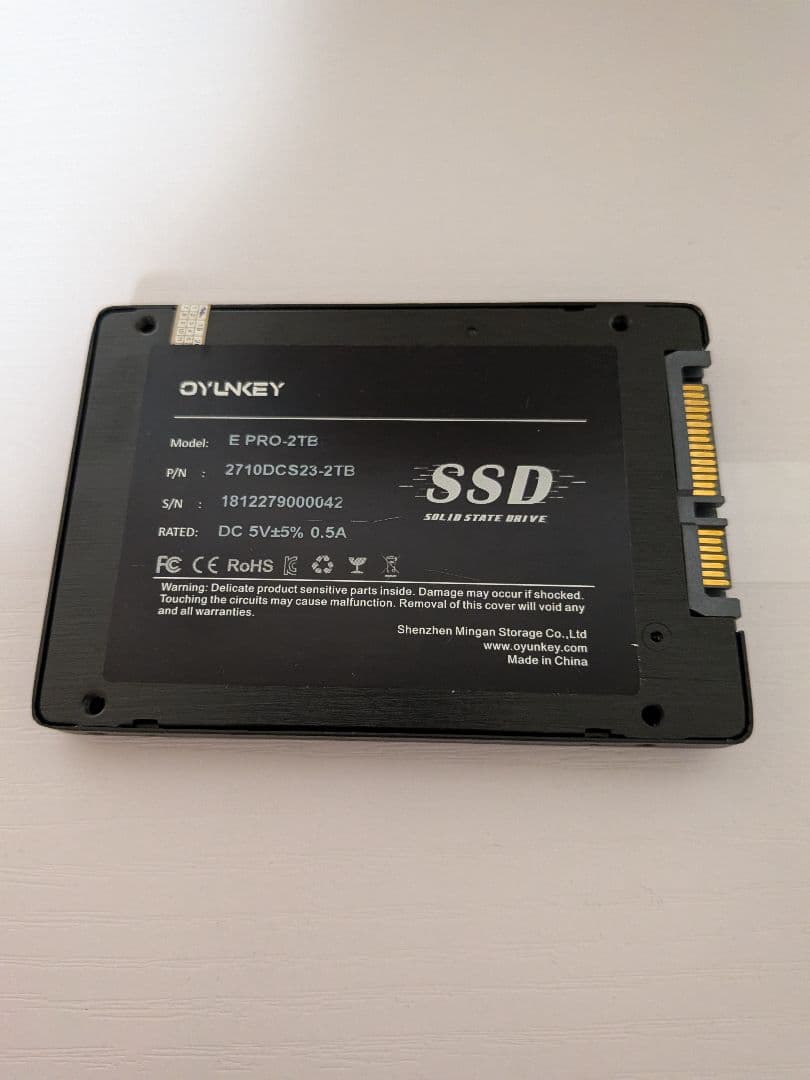 OYUNKEY
Model: E PRO-2TB
P/N : 2710DCS23-2TB
S/N : 1812279000042
RATED: DC 5V±5% 0.5A
SSD
SOLID STATE DRIVE
FC CE RoHS
Warning: Delicate product sensitive parts inside. Damage may occur if shocked.
Touching the circuits may cause malfunction. Removal of this cover will void any
and all warranties.
Shenzhen Mingan Storage Co.,Ltd
www.oyunkey.com
Made in China